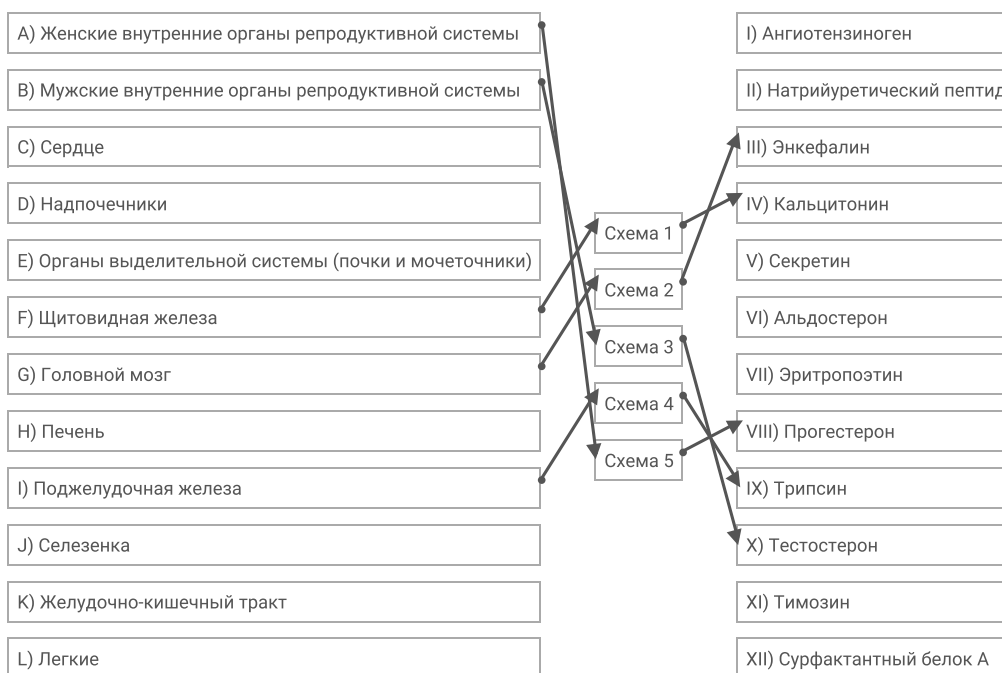 A) Женские внутренние органы репродуктивной системы
B) Мужские внутренние органы репродуктивной системы
C) Сердце
D) Надпочечники
E) Органы выделительной системы (почки и мочеточники)
F) Щитовидная железа
G) Головной мозг
H) Печень
I) Поджелудочная железа
J) Селезенка
K) Желудочно-кишечный тракт
L) Легкие
Схема 1
Схема 2
Схема 3
Схема 4
Схема 5
I) Ангиотензиноген
II) Натрийуретический пептид
III) Энкефалин
IV) Кальцитонин
V) Секретин
VI) Альдостерон
VII) Эритропоэтин
VIII) Прогестерон
IX) Трипсин
X) Тестостерон
XI) Тимозин
XII) Сурфактантный белок А